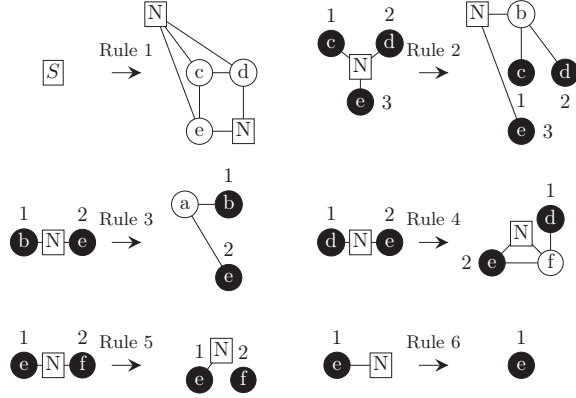 N 1 2 N b
Rule 1 c d Rule 2
S c d N
e c d
1 2
e N e 3 e 3
1
1 2 Rule 3 a b 1 2 Rule 4 1
d
b N e 2 d N e N
2 e f
e
1 2 Rule 5 1 N 2 1 Rule 6 1
e N f e f e N e